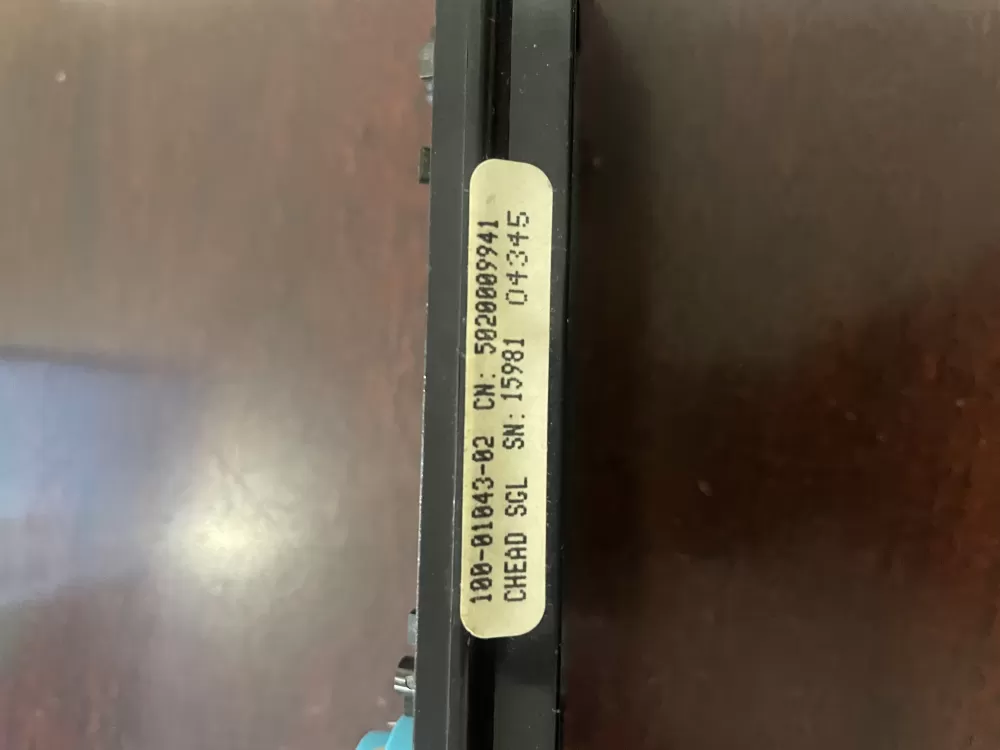 100-01043-02 CN: 5020009941
CHEAD SGL SN: 15981 04345